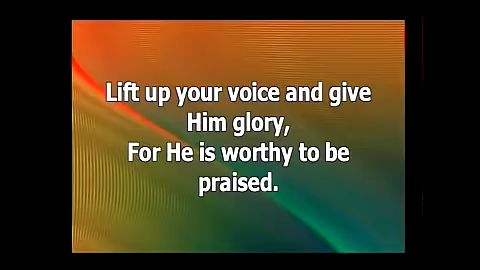 Lift up your voice and give
Him glory,
For He is worthy to be
praised.